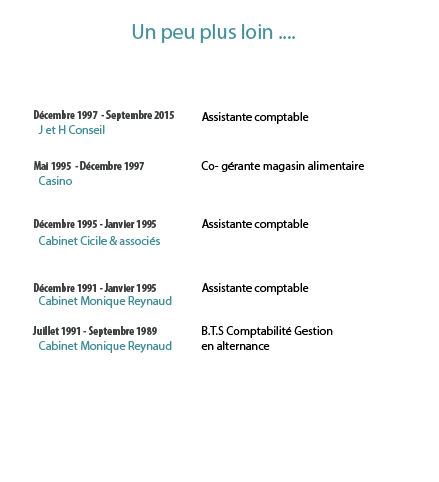 Un peu plus loin ....
Décembre 1997 - Septembre 2015 Assistante comptable
J et H Conseil
Mai 1995 - Décembre 1997 Co- gérante magasin alimentaire
Casino
Décembre 1995 - Janvier 1995 Assistante comptable
Cabinet Cicile & associés
Décembre 1991 - Janvier 1995 Assistante comptable
Cabinet Monique Reynaud
Juillet 1991 - Septembre 1989 B.T.S Comptabilité Gestion
Cabinet Monique Reynaud en alternance